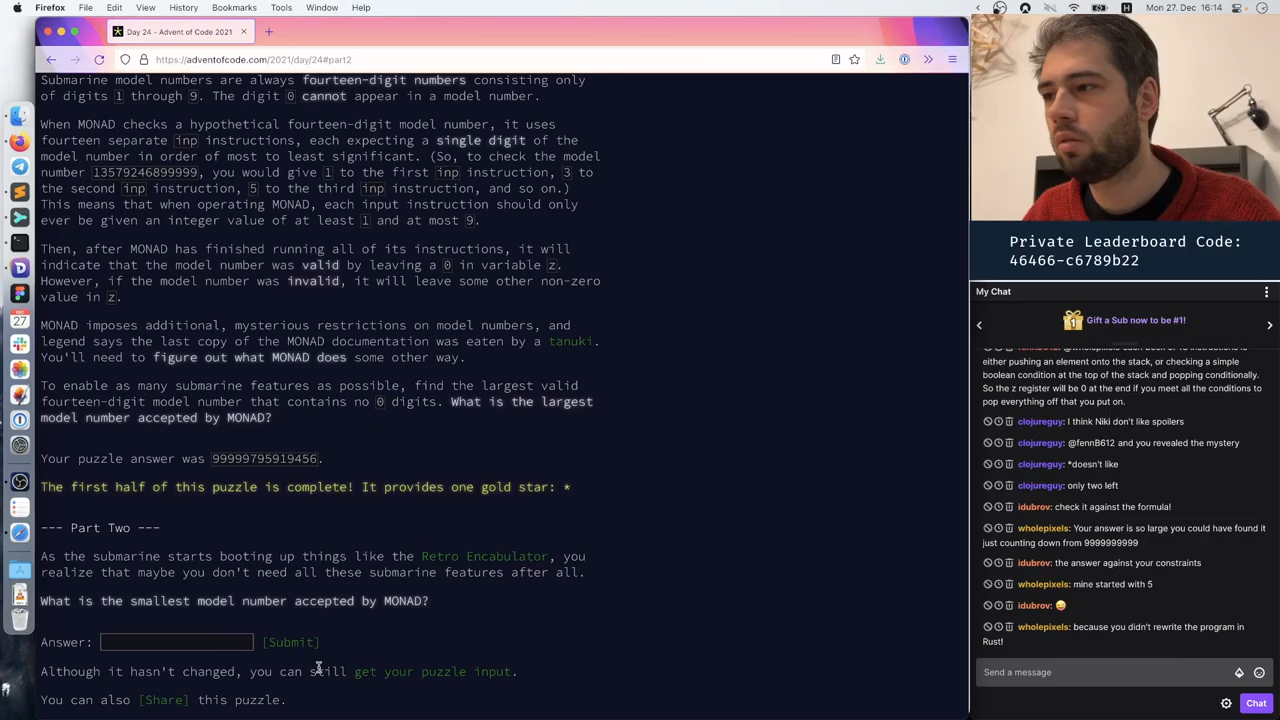 Firefox File Edit View History Bookmarks Tools Window Help
Mon 27. Dec 16:14
Day 24 - Advent of Code 2021
https://adventofcode.com/2021/day/24#part2
Submarine model numbers are always fourteen-digit numbers consisting only
of digits 1 through 9. The digit 0 cannot appear in a model number.
When MONAD checks a hypothetical fourteen-digit model number, it uses
fourteen separate inp instructions, each expecting a single digit of the
model number in order of most to least significant. (So, to check the model
number 13579246899999, you would give 1 to the first inp instruction, 3 to
the second inp instruction, 5 to the third inp instruction, and so on.)
This means that when operating MONAD, each input instruction should only
ever be given an integer value of at least 1 and at most 9.
Then, after MONAD has finished running all of its instructions, it will
indicate that the model number was valid by leaving a 0 in variable z.
However, if the model number was invalid, it will leave some other non-zero
value in z.
MONAD imposes additional, mysterious restrictions on model numbers, and
legend says the last copy of the MONAD documentation was eaten by a tanuki.
You'll need to figure out what MONAD does some other way.
To enable as many submarine features as possible, find the largest valid
fourteen-digit model number that contains no 0 digits. What is the largest
model number accepted by MONAD?
Your puzzle answer was 99999795919456.
The first half of this puzzle is complete! It provides one gold star: *
--- Part Two ---
As the submarine starts booting up things like the Retro Encabulator, you
realize that maybe you don't need all these submarine features after all.
What is the smallest model number accepted by MONAD?
Answer: [Submit]
Although it hasn't changed, you can still get your puzzle input.
You can also [Share] this puzzle.
Private Leaderboard Code:
46466-c6789b22
My Chat
Gift a Sub now to be #1!
either pushing an element onto the stack, or checking a simple
boolean condition at the top of the stack and popping conditionally.
So the z register will be 0 at the end if you meet all the conditions to
pop everything off that you put on.
clojureguy: I think Niki don't like spoilers
clojureguy: @fennB612 and you revealed the mystery
clojureguy: *doesn't like
clojureguy: only two left
idubrov: check it against the formula!
wholepixels: Your answer is so large you could have found it
just counting down from 9999999999
idubrov: the answer against your constraints
wholepixels: mine started with 5
idubrov:
wholepixels: because you didn't rewrite the program in
Rust!
Send a message
Chat